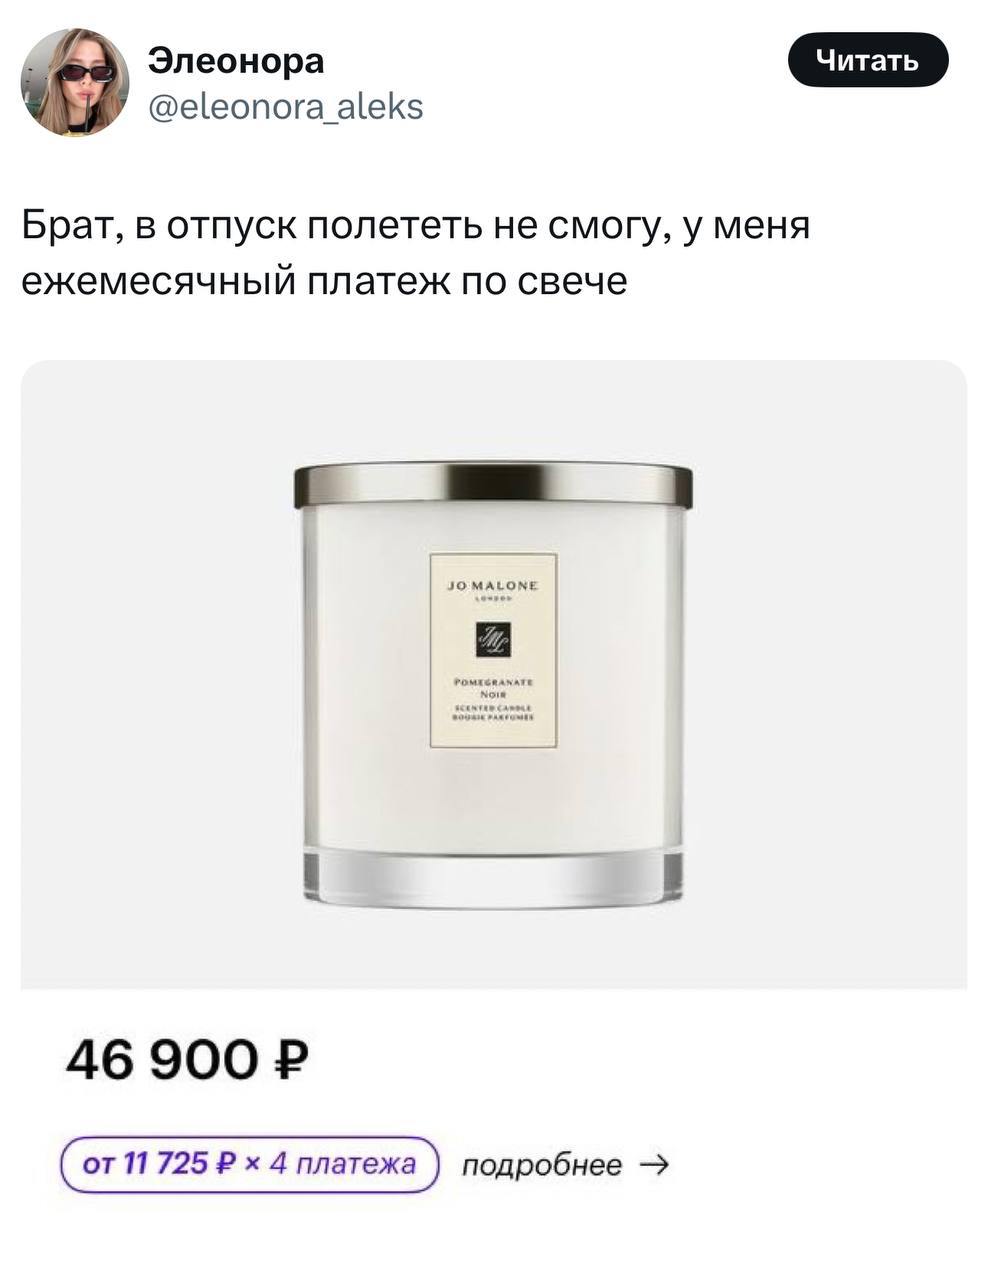 Элеонора
@eleonora_aleks
Читать
Брат, в отпуск полететь не смогу, у меня
ежемесячный платеж по свече
JO MALONE
LONDON
JML
POMEGRANATE
NOIR
SCENTED CANDLE
BOUGIE PARFUMÉE
46 900 ₽
от 11 725 ₽ × 4 платежа
подробнее →